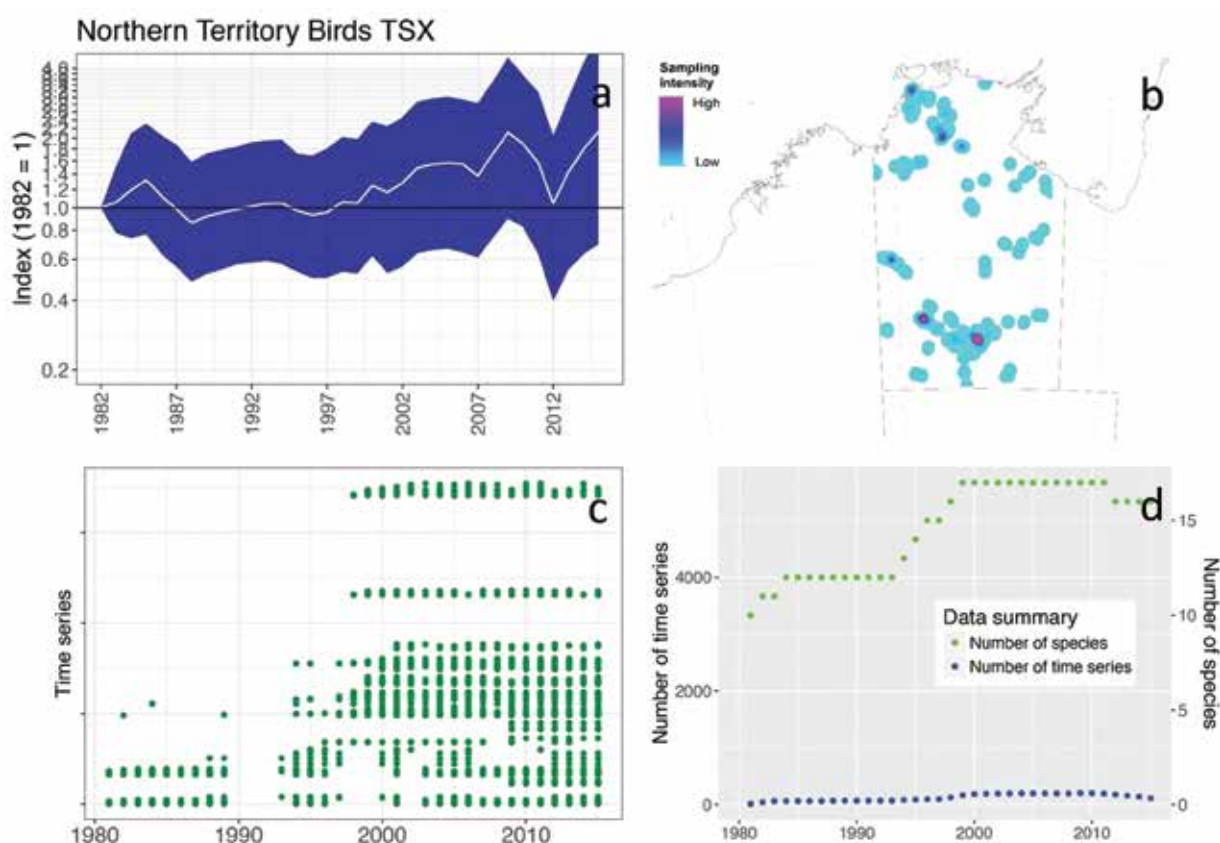 Northern Territory Birds TSX
a
Index (1982 = 1)
2.4
1.6
1.4
1.2
1.0
0.8
0.6
0.4
0.2
1982
1987
1992
1997
2002
2007
2012
Sampling
intensity
High
Low
b
c
Time series
1980
1990
2000
2010
d
Number of time series
4000
2000
0
15
10
5
0
Number of species
Data summary
Number of species
Number of time series
1980
1990
2000
2010